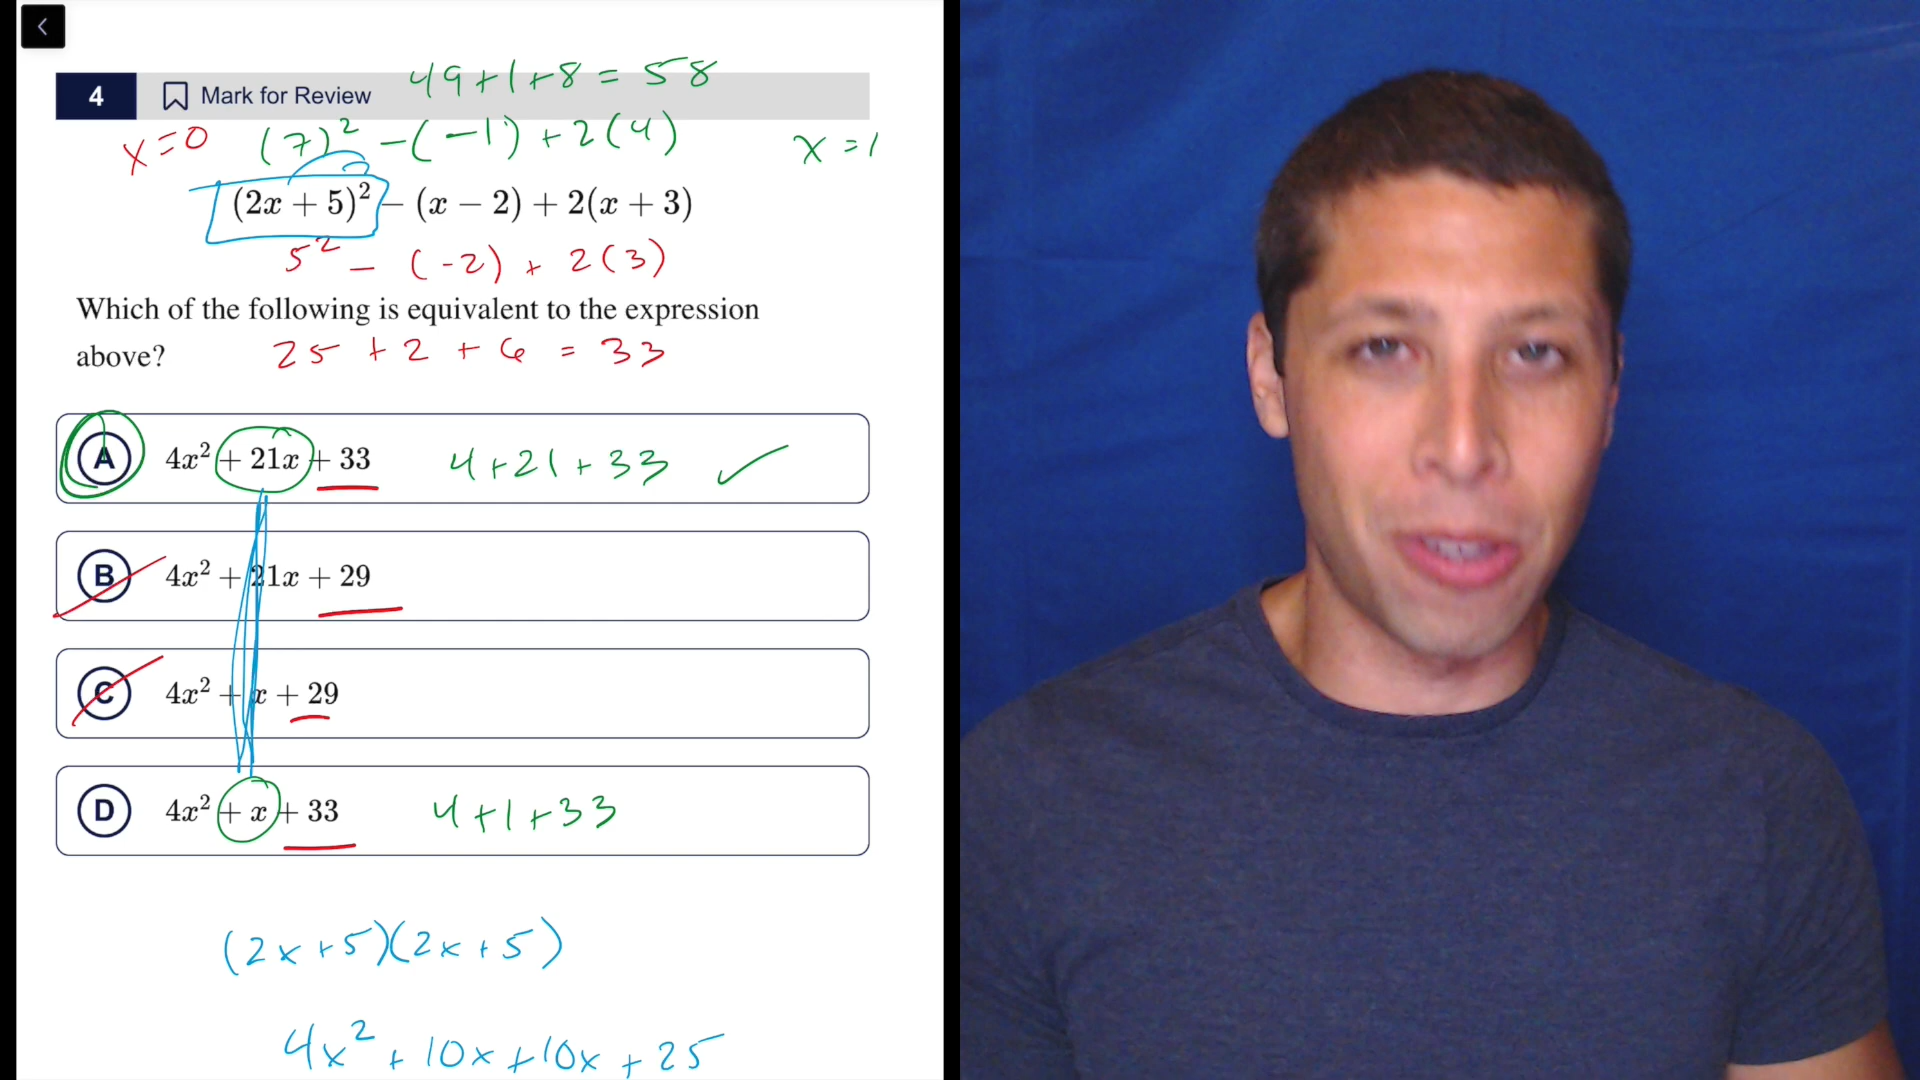 49+1+8 = 58
4 Mark for Review
x=0 (7)² -(-1) +2(4) x=1
(2x + 5)² - (x - 2) + 2(x + 3)
5² - (-2) + 2(3)
Which of the following is equivalent to the expression
above? 25 + 2 + 6 = 33
A 4x² + 21x + 33 4+21+33 ✓
B 4x² + 21x + 29
C 4x² + x + 29
D 4x² + x + 33 4+1+33
(2x+5)(2x+5)
4x² + 10x+10x +25